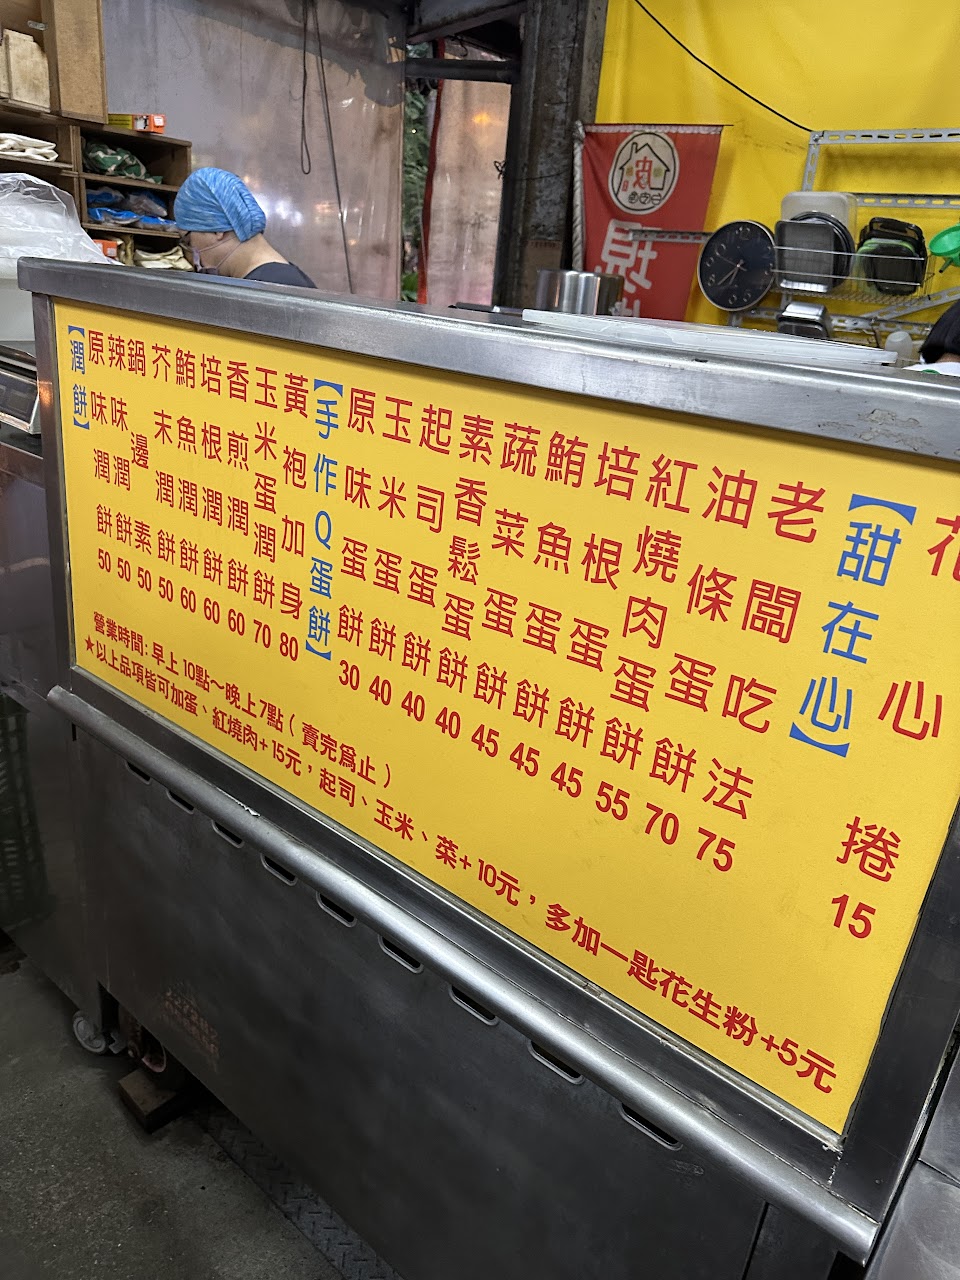 【潤餅】
原味潤餅 50
辣味潤餅 50
鍋邊素 50
芥末潤餅 50
鮪魚潤餅 60
培根潤餅 60
香煎潤餅 60
玉米蛋潤餅 70
黃袍加身 80
【手作Q蛋餅】
原味蛋餅 30
玉米蛋餅 40
起司蛋餅 40
素香鬆蛋餅 40
蔬菜蛋餅 45
鮪魚蛋餅 45
培根蛋餅 45
紅燒肉蛋餅 55
油條蛋餅 70
老闆吃法 75
【甜在心】
花心捲 15
營業時間:早上10點～晚上7點(賣完為止)
★以上品項皆可加蛋、紅燒肉+15元，起司、玉米、菜+10元，多加一匙花生粉+5元